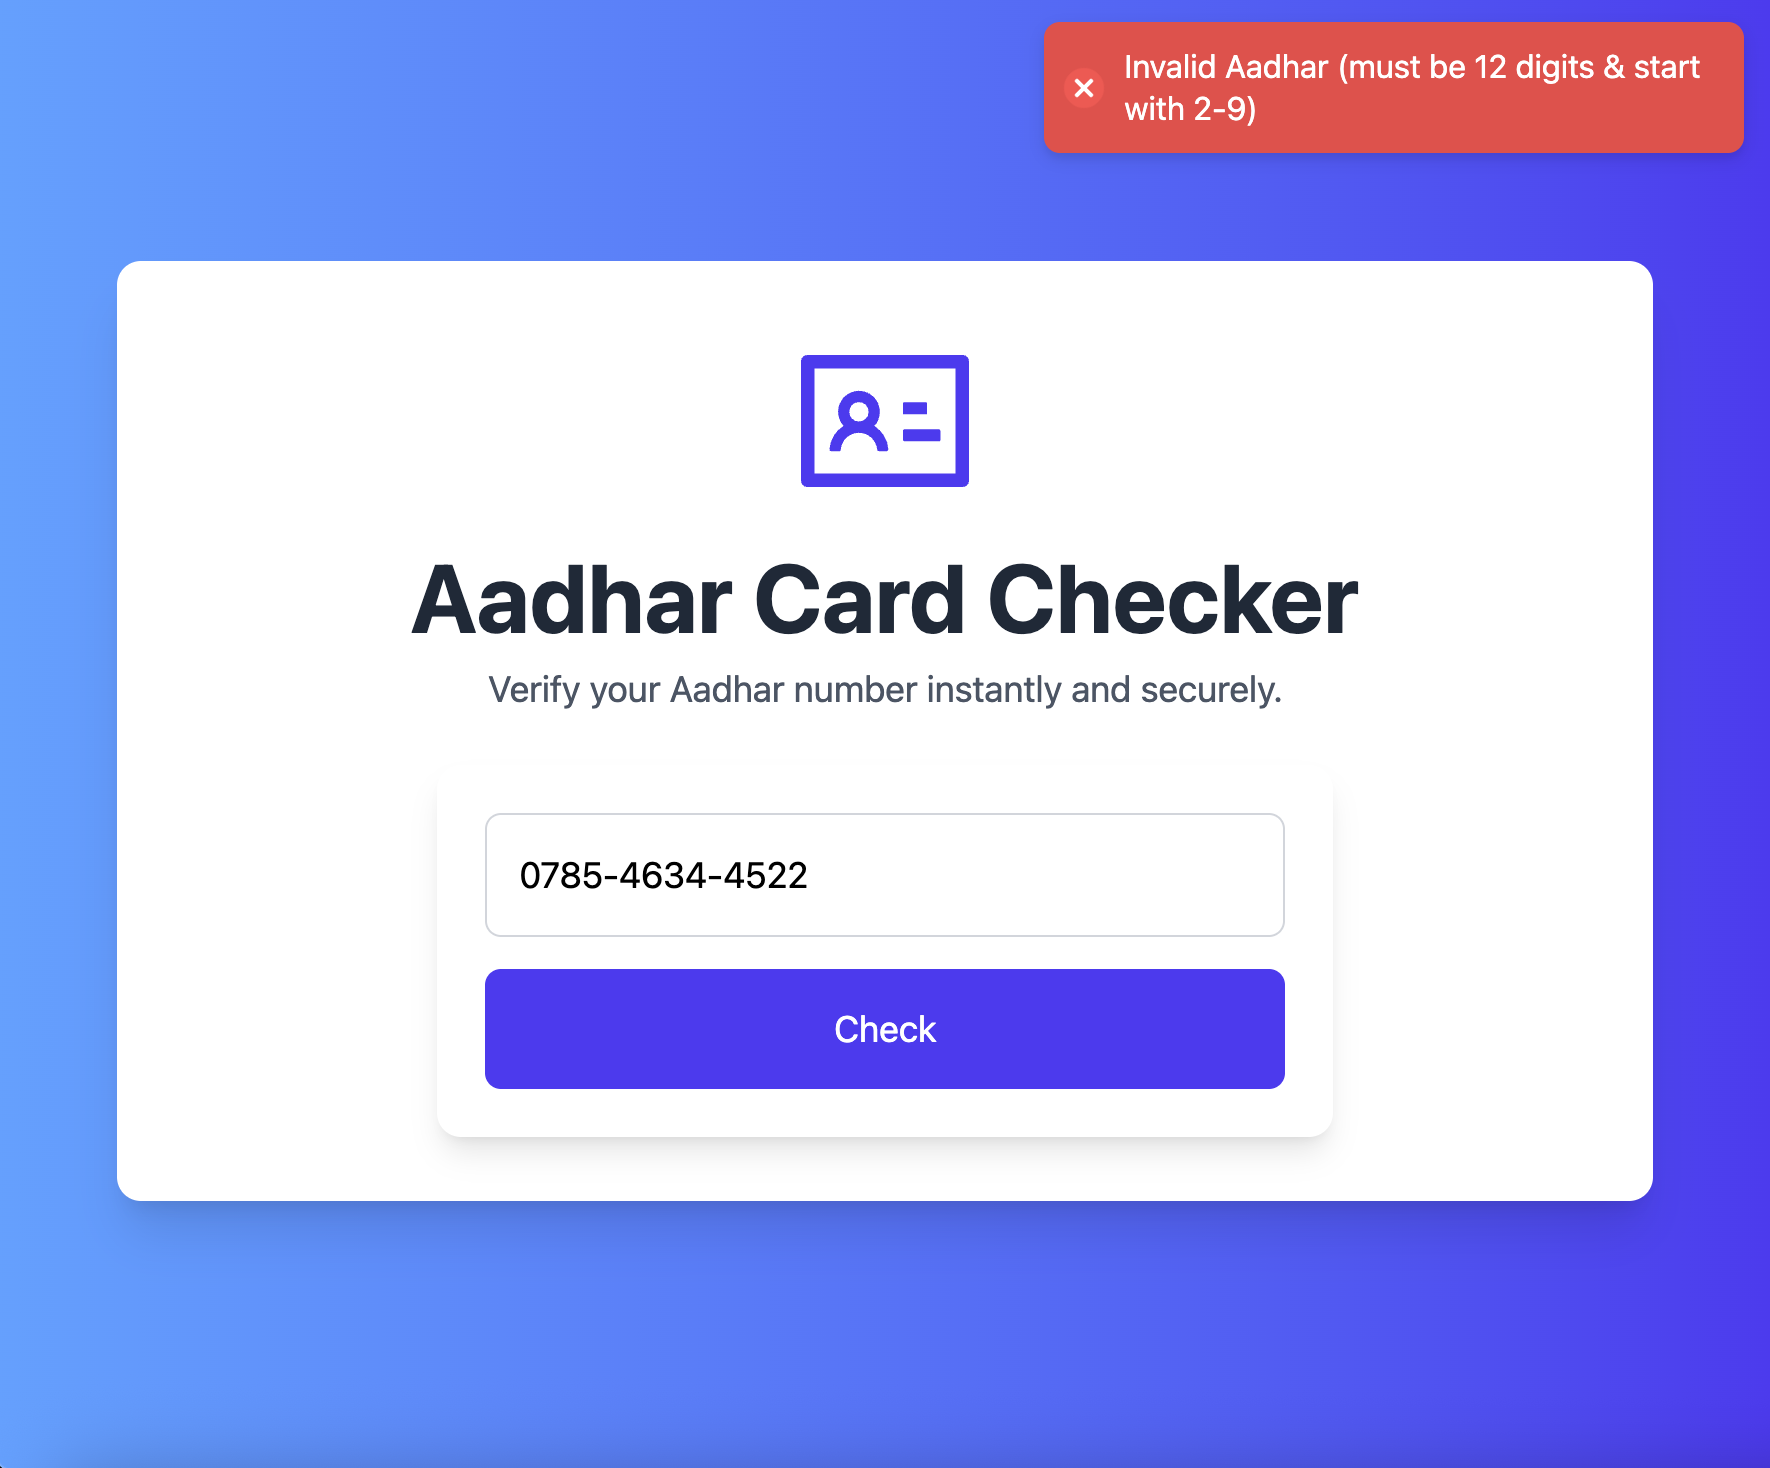 Invalid Aadhar (must be 12 digits & start
with 2-9)
Aadhar Card Checker
Verify your Aadhar number instantly and securely.
0785-4634-4522
Check